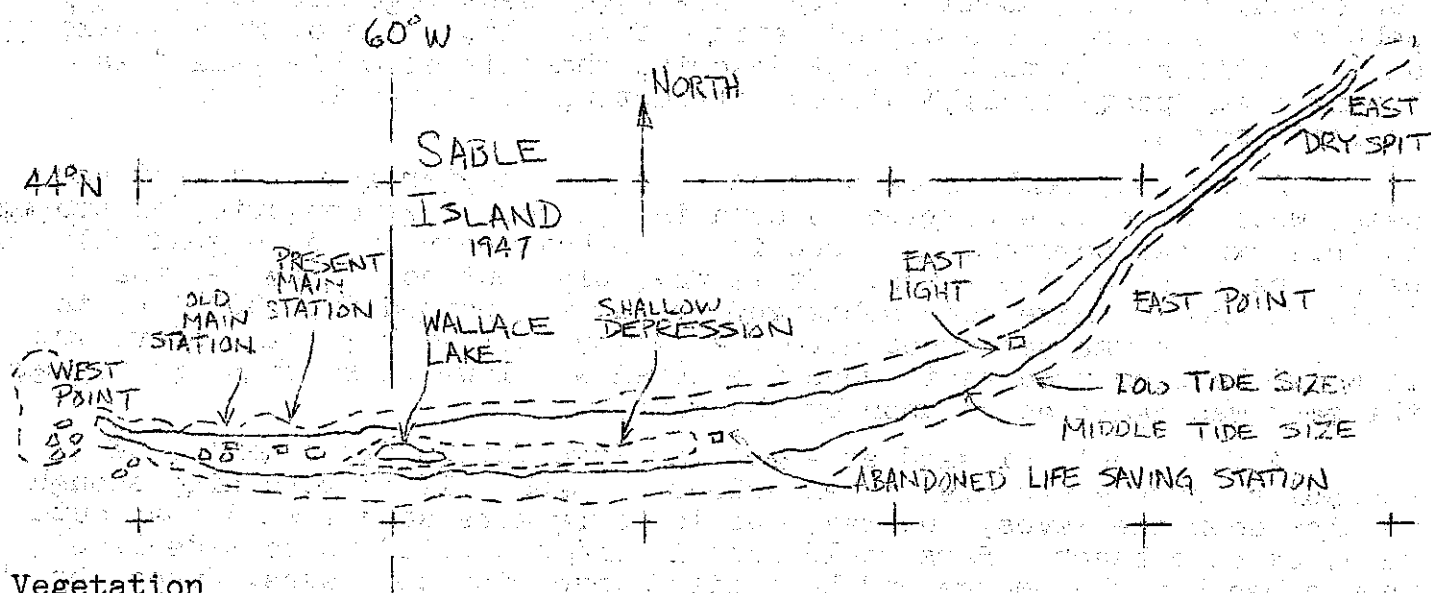 60°W
NORTH
SABLE
ISLAND
1947
44°N
EAST
DRY SPIT
PRESENT
MAIN
STATION
OLD
MAIN
STATION
EAST
LIGHT
SHALLOW
DEPRESSION
EAST POINT
WALLACE
LAKE
WEST
POINT
LOW TIDE SIZE
MIDDLE TIDE SIZE
ABANDONED LIFE SAVING STATION
Vegetation